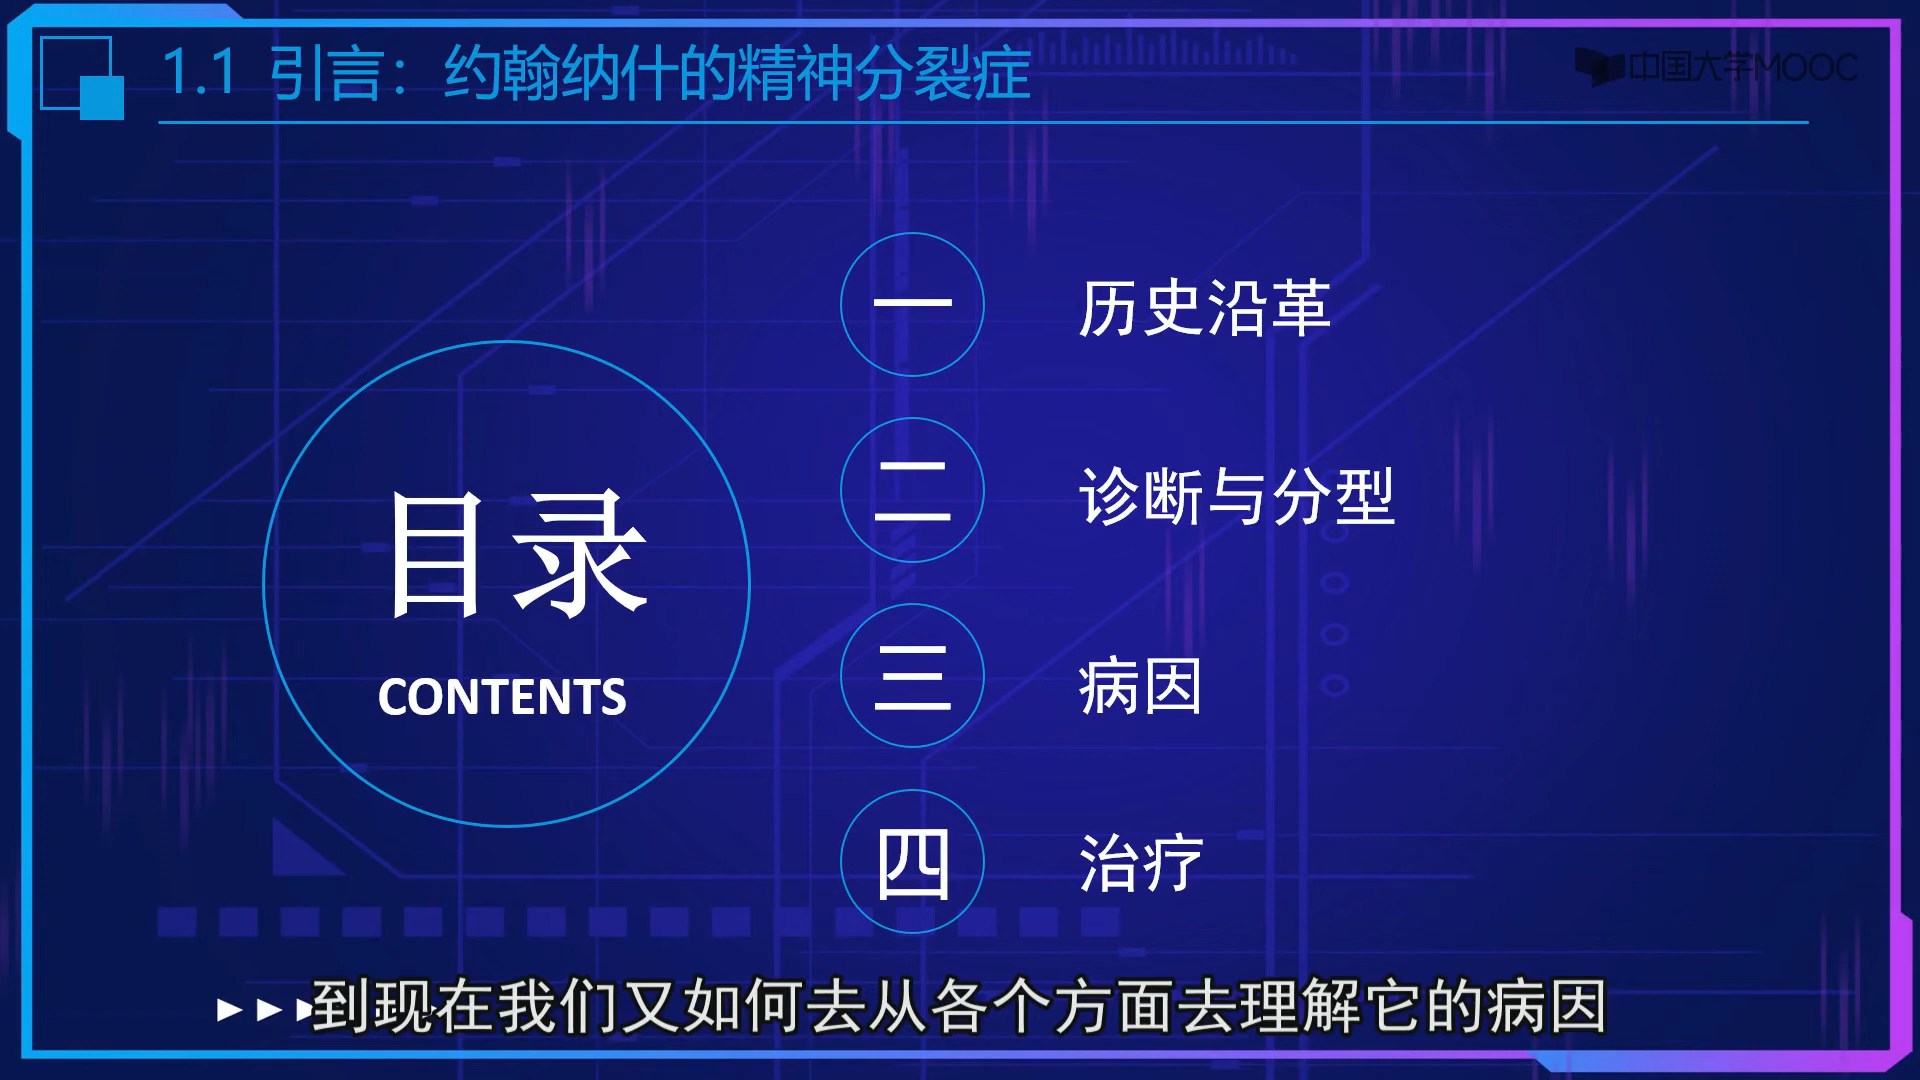 1.1 引言：约翰纳什的精神分裂症
中国大学MOOC
目录
CONTENTS
一 历史沿革
二 诊断与分型
三 病因
四 治疗
到现在我们又如何去从各个方面去理解它的病因